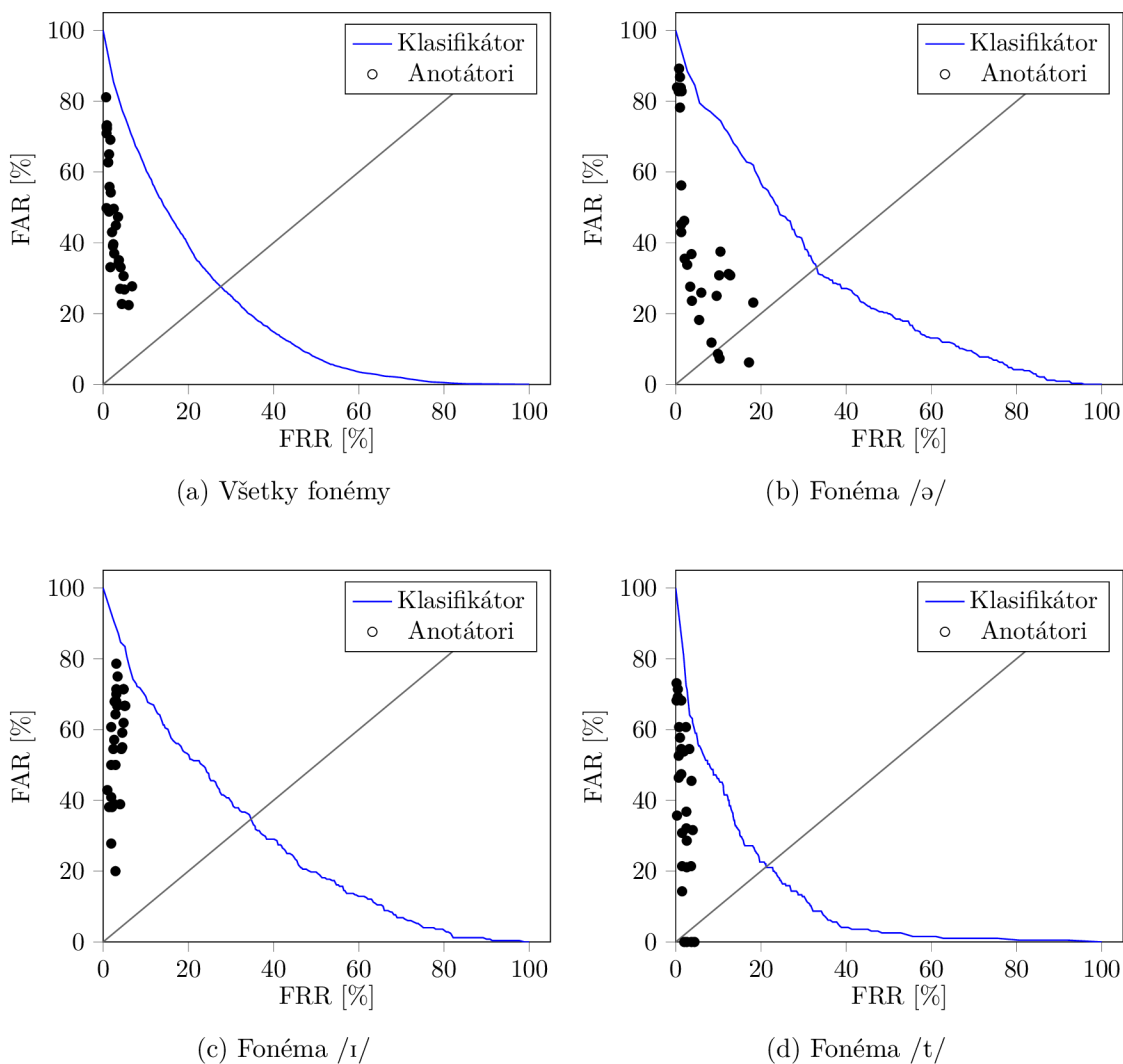 100
80
60
40
20
0
FAR [%]
0 20 40 60 80 100
FRR [%]
Klasifikátor
Anotátori
(a) Všetky fonémy
100
80
60
40
20
0
FAR [%]
0 20 40 60 80 100
FRR [%]
Klasifikátor
Anotátori
(b) Fonéma /ə/
100
80
60
40
20
0
FAR [%]
0 20 40 60 80 100
FRR [%]
Klasifikátor
Anotátori
(c) Fonéma /ɪ/
100
80
60
40
20
0
FAR [%]
0 20 40 60 80 100
FRR [%]
Klasifikátor
Anotátori
(d) Fonéma /t/